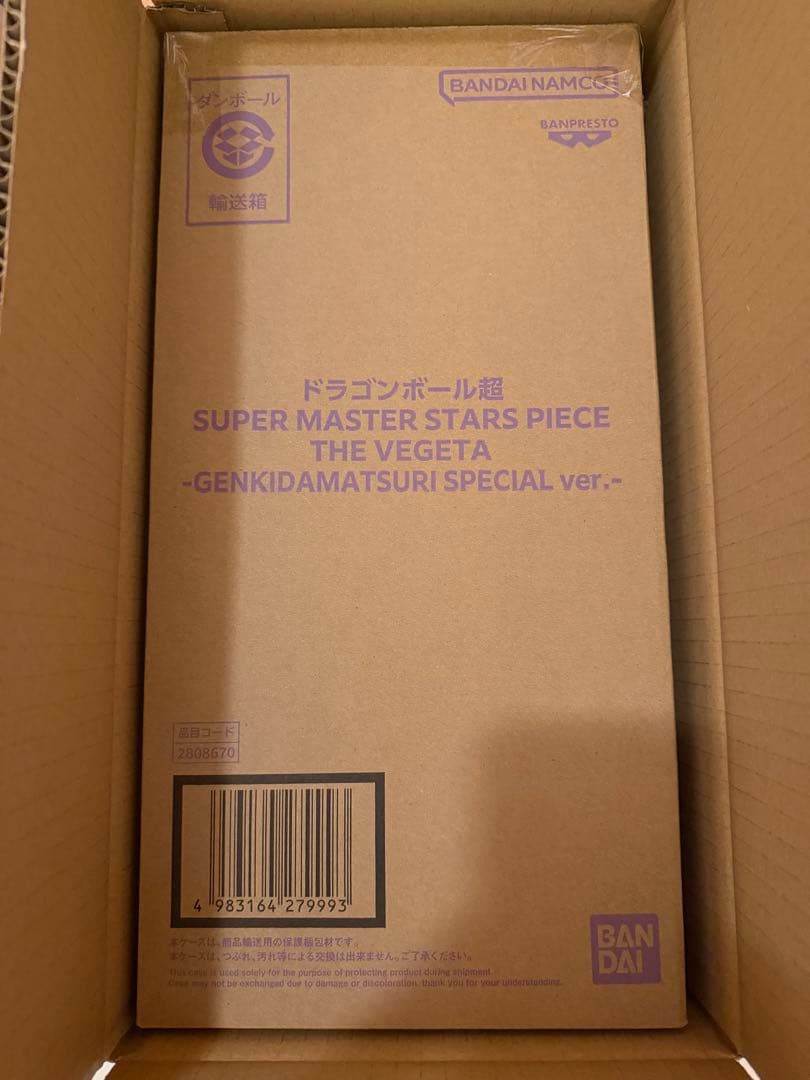 ダンボール
輸送箱
BANDAI NAMCO
BANPRESTO
ドラゴンボール超
SUPER MASTER STARS PIECE
THE VEGETA
-GENKIDAMATSURI SPECIAL ver.-
品目コード
2808670
4 983164 279993
本ケースは、商品輸送用の保護梱包材です。
本ケースは、つぶれ、汚れ等による交換は出来ません。ご了承ください。
This case is used solely for the purpose of protecting product during shipment.
Case may not be exchanged due to damage or discoloration, thank you for your understanding.
BAN
DAI